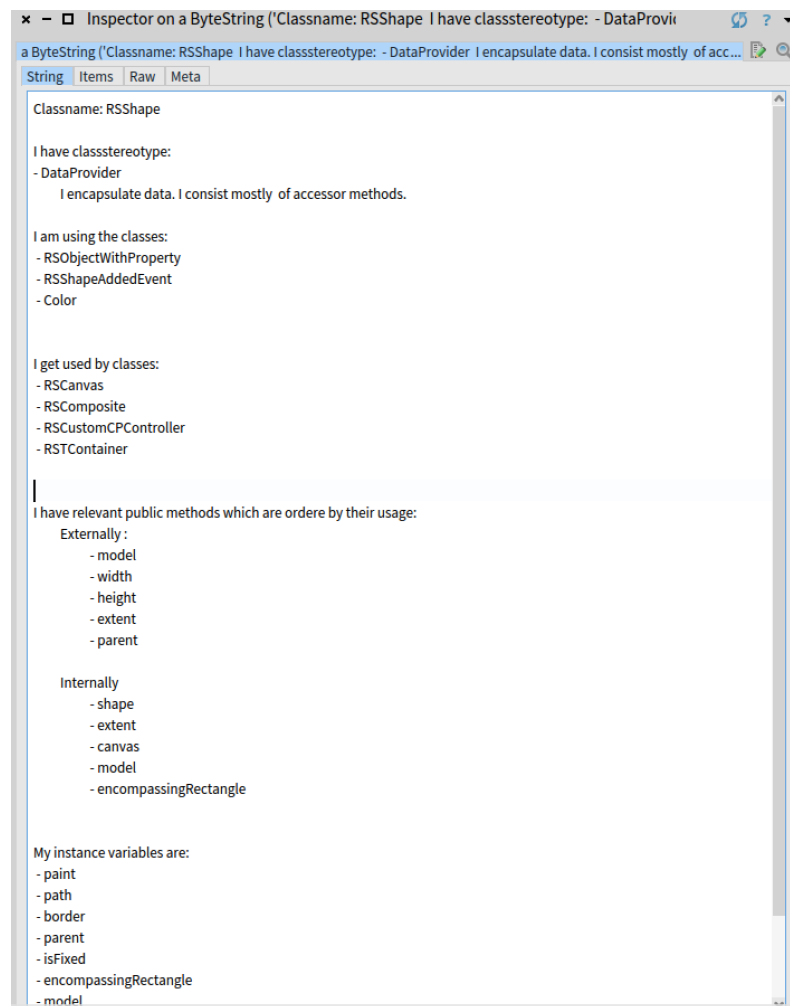 Inspector on a ByteString ('Classname: RSShape I have classstereotype: - DataProvi
a ByteString ('Classname: RSShape I have classstereotype: - DataProvider I encapsulate data. I consist mostly of acc...
String Items Raw Meta
Classname: RSShape
I have classstereotype:
- DataProvider
I encapsulate data. I consist mostly of accessor methods.
I am using the classes:
- RSObjectWithProperty
- RSShapeAddedEvent
- Color
I get used by classes:
- RSCanvas
- RSComposite
- RSCustomCPController
- RSTContainer
I have relevant public methods which are ordere by their usage:
Externally :
- model
- width
- height
- extent
- parent
Internally
- shape
- extent
- canvas
- model
- encompassingRectangle
My instance variables are:
- paint
- path
- border
- parent
- isFixed
- encompassingRectangle
- model